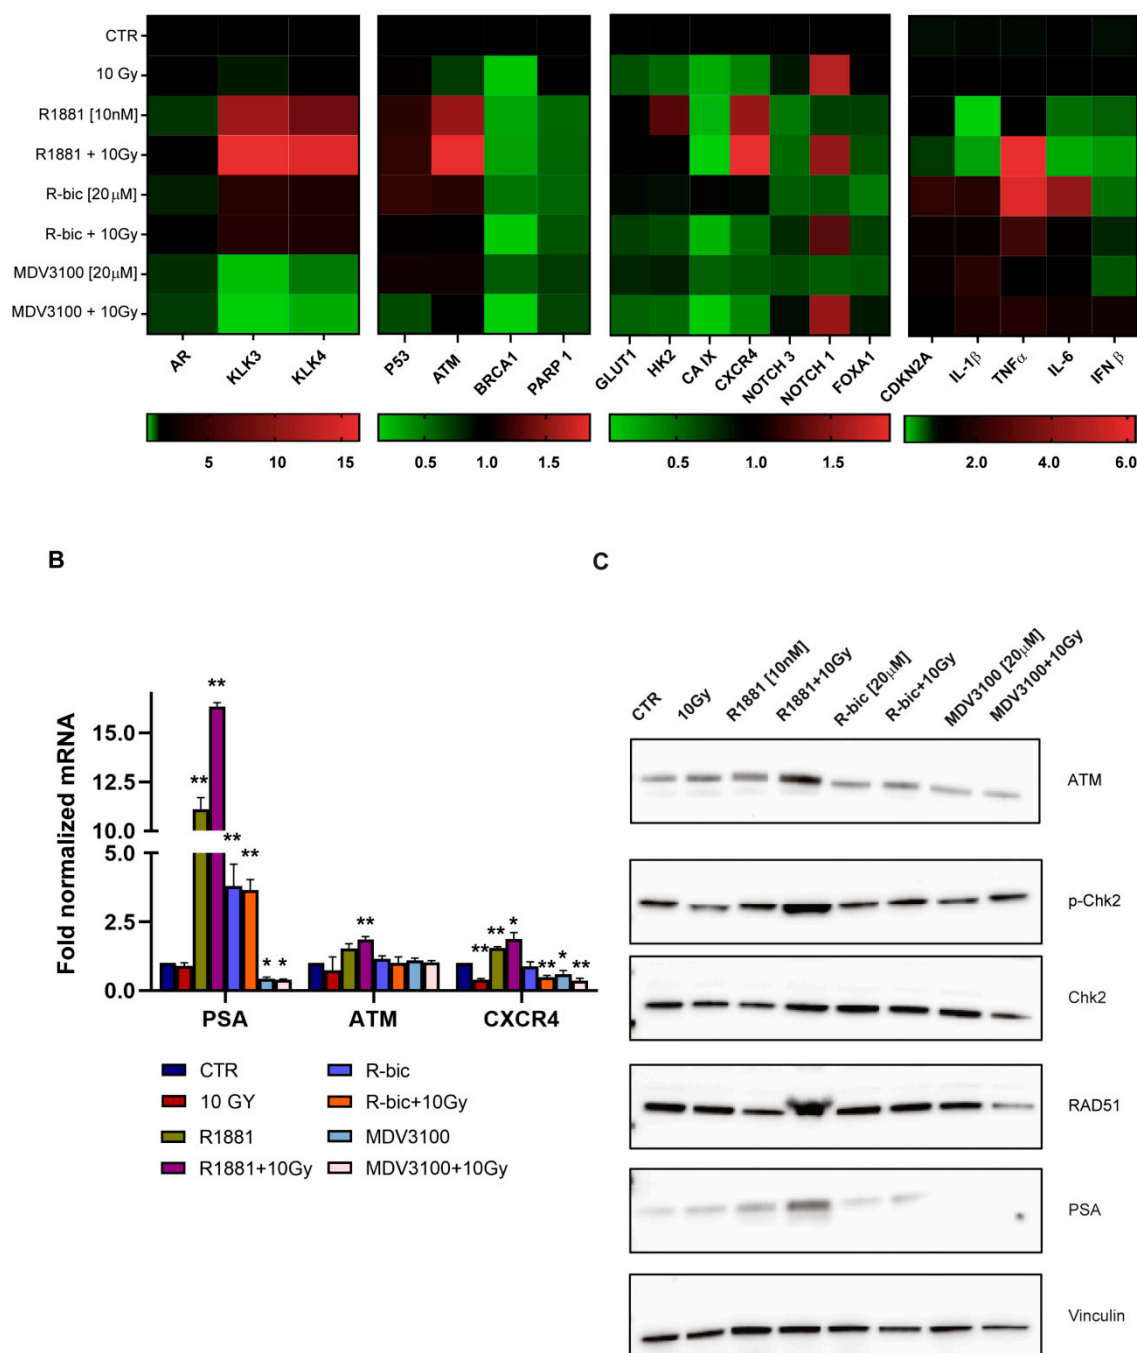 CTR
10 Gy
R1881 [10nM]
R1881 + 10Gy
R-bic [20 μM]
R-bic + 10Gy
MDV3100 [20μM]
MDV3100 + 10Gy
AR KLK3 KLK4 P53 ATM BRCA1 PARP 1 GLUT1 HK2 CA IX CXCR4 NOTCH 3 NOTCH 1 FOXA1 CDKN2A IL-1β TNFα IL-6 IFN β
5 10 15 0.5 1.0 1.5 0.5 1.0 1.5 2.0 4.0 6.0
B
Fold normalized mRNA
15.0
12.5
10.0
5.0
2.5
0.0
** ** ** ** * * ** ** ** * ** * **
PSA ATM CXCR4
CTR R-bic
10 GY R-bic+10Gy
R1881 MDV3100
R1881+10Gy MDV3100+10Gy
C
CTR 10Gy R1881 [10nM] R1881+10Gy R-bic [20μM] R-bic+10Gy MDV3100 [20μM] MDV3100+10Gy
ATM
p-Chk2
Chk2
RAD51
PSA
Vinculin